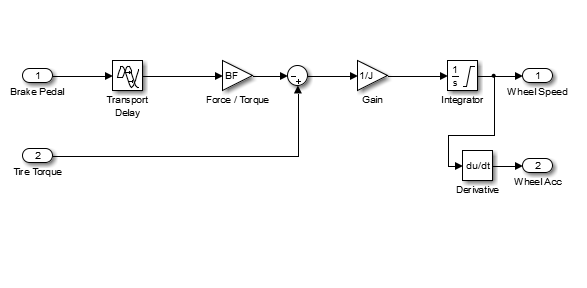 1
Brake Pedal
Transport
Delay
BF
Force / Torque
- +
1/J
Gain
1
s
Integrator
1
Wheel Speed
2
Tire Torque
du/dt
Derivative
2
Wheel Acc